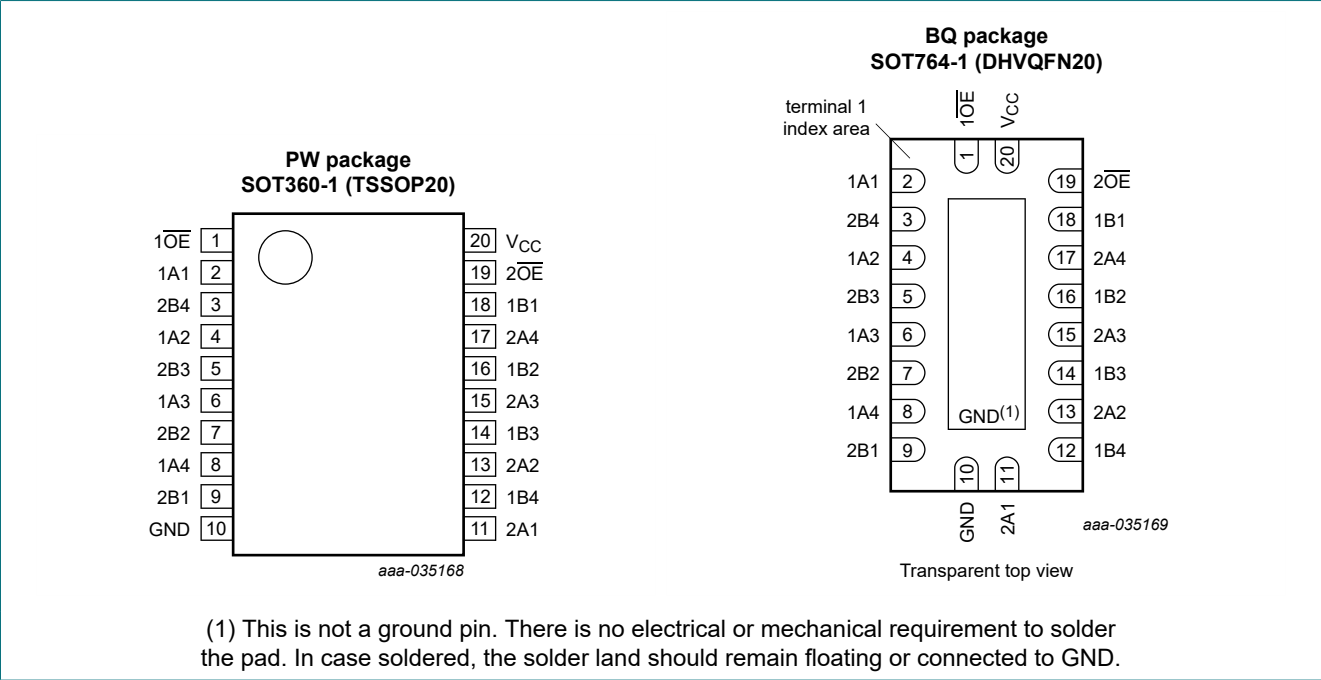 PW package
SOT360-1 (TSSOP20)
1O̅E̅ 1
1A1 2
2B4 3
1A2 4
2B3 5
1A3 6
2B2 7
1A4 8
2B1 9
GND 10
20 VCC
19 2O̅E̅
18 1B1
17 2A4
16 1B2
15 2A3
14 1B3
13 2A2
12 1B4
11 2A1
aaa-035168
BQ package
SOT764-1 (DHVQFN20)
terminal 1
index area
1̅O̅E̅
VCC
1
20
1A1 2
2B4 3
1A2 4
2B3 5
1A3 6
2B2 7
1A4 8
2B1 9
19 2O̅E̅
18 1B1
17 2A4
16 1B2
15 2A3
14 1B3
13 2A2
12 1B4
GND(1)
10
11
GND
2A1
aaa-035169
Transparent top view
(1) This is not a ground pin. There is no electrical or mechanical requirement to solder
the pad. In case soldered, the solder land should remain floating or connected to GND.